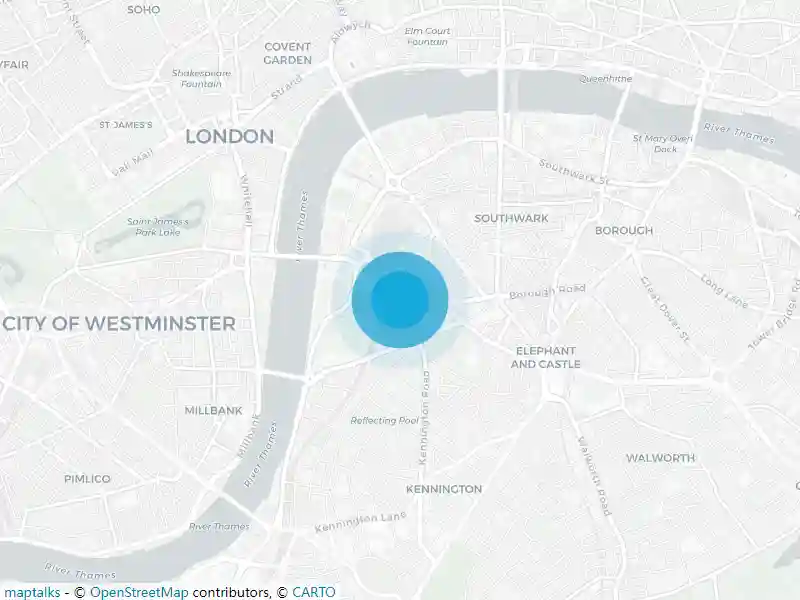 SOHO
Elm Court
Fountain
Aldwych
COVENT
GARDEN
Shakespeare
Fountain
Strand
Queenhithe
ST JAMES'S
LONDON
River Thames
St Mary Overi
Dock
Pall Mall
Southwark St
Whitehall
River Thames
Saint James's
Park Lake
SOUTHWARK
BOROUGH
Long Lane
Borough Road
Great Dover St
Tower Bridge Road
CITY OF WESTMINSTER
ELEPHANT
AND CASTLE
MILLBANK
Millbank
Reflecting Pool
Kennington Road
River Thames
Walworth Road
WALWORTH
PIMLICO
KENNINGTON
Kennington Lane
River Thames
River Thames
maptalks - © OpenStreetMap contributors, © CARTO